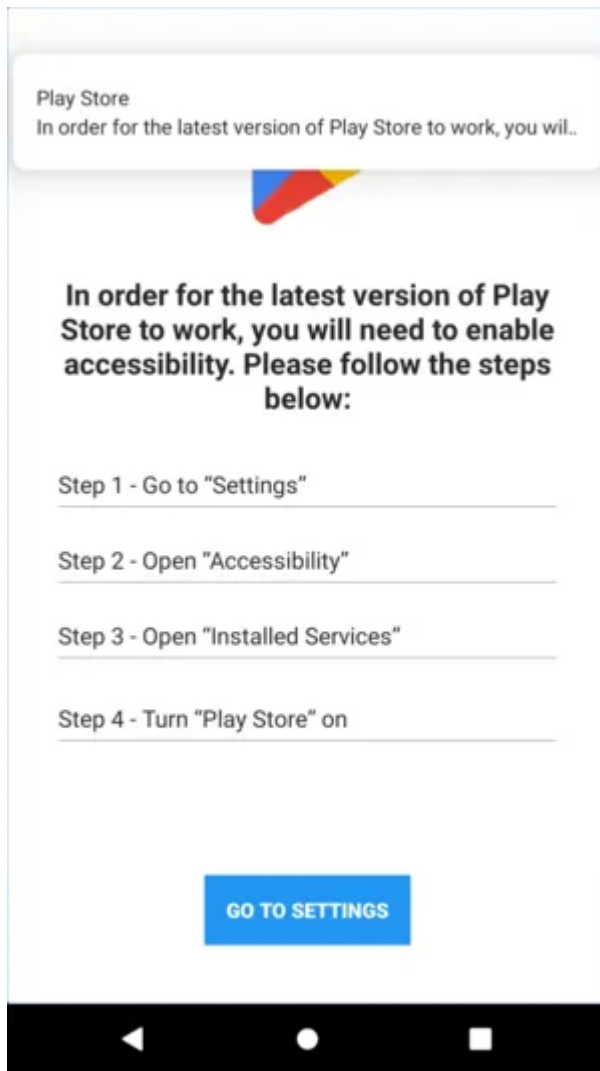 Play Store
In order for the latest version of Play Store to work, you wil..
In order for the latest version of Play
Store to work, you will need to enable
accessibility. Please follow the steps
below:
Step 1 - Go to “Settings”
Step 2 - Open “Accessibility”
Step 3 - Open “Installed Services”
Step 4 - Turn “Play Store” on
GO TO SETTINGS